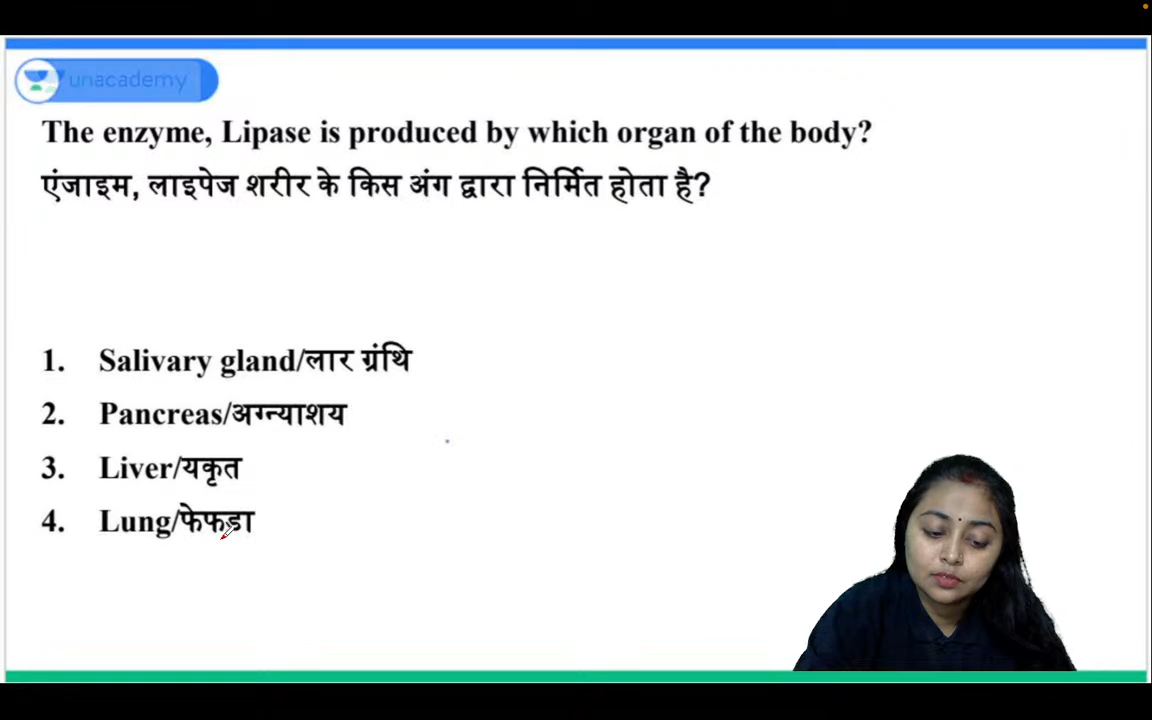 unacademy
The enzyme, Lipase is produced by which organ of the body?
एंजाइम, लाइपेज शरीर के किस अंग द्वारा निर्मित होता है?
1. Salivary gland/लार ग्रंथि
2. Pancreas/अग्न्याशय
3. Liver/यकृत
4. Lung/फेफडा